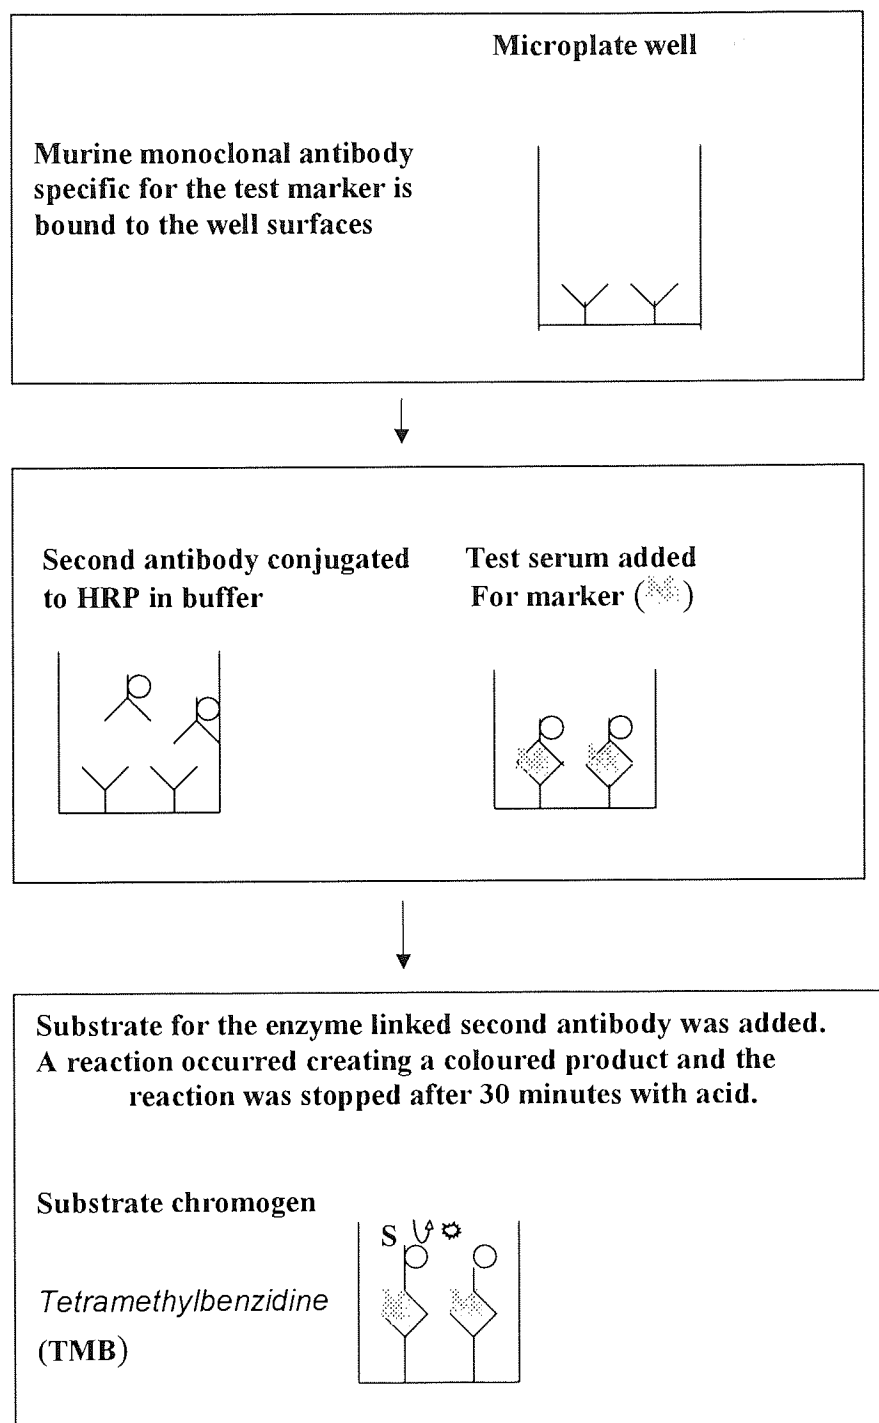 Microplate well
Murine monoclonal antibody
specific for the test marker is
bound to the well surfaces
Second antibody conjugated
to HRP in buffer
Test serum added
For marker ( )
Substrate for the enzyme linked second antibody was added.
A reaction occurred creating a coloured product and the
reaction was stopped after 30 minutes with acid.
Substrate chromogen
S
Tetramethylbenzidine
(TMB)